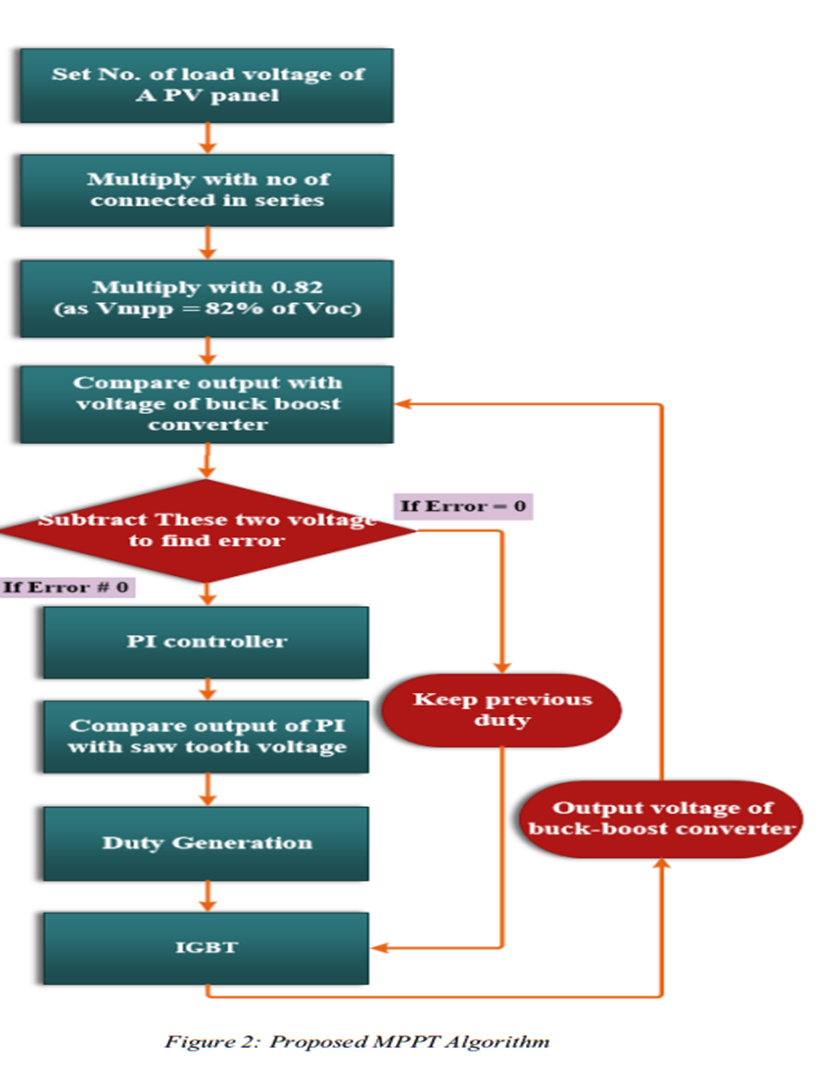 Set No. of load voltage of
A PV panel
Multiply with no of
connected in series
Multiply with 0.82
(as Vmpp = 82% of Voc)
Compare output with
voltage of buck boost
converter
Subtract These two voltage
to find error
If Error = 0
If Error # 0
PI controller
Keep previous
duty
Compare output of PI
with saw tooth voltage
Output voltage of
buck-boost converter
Duty Generation
IGBT
Figure 2: Proposed MPPT Algorithm